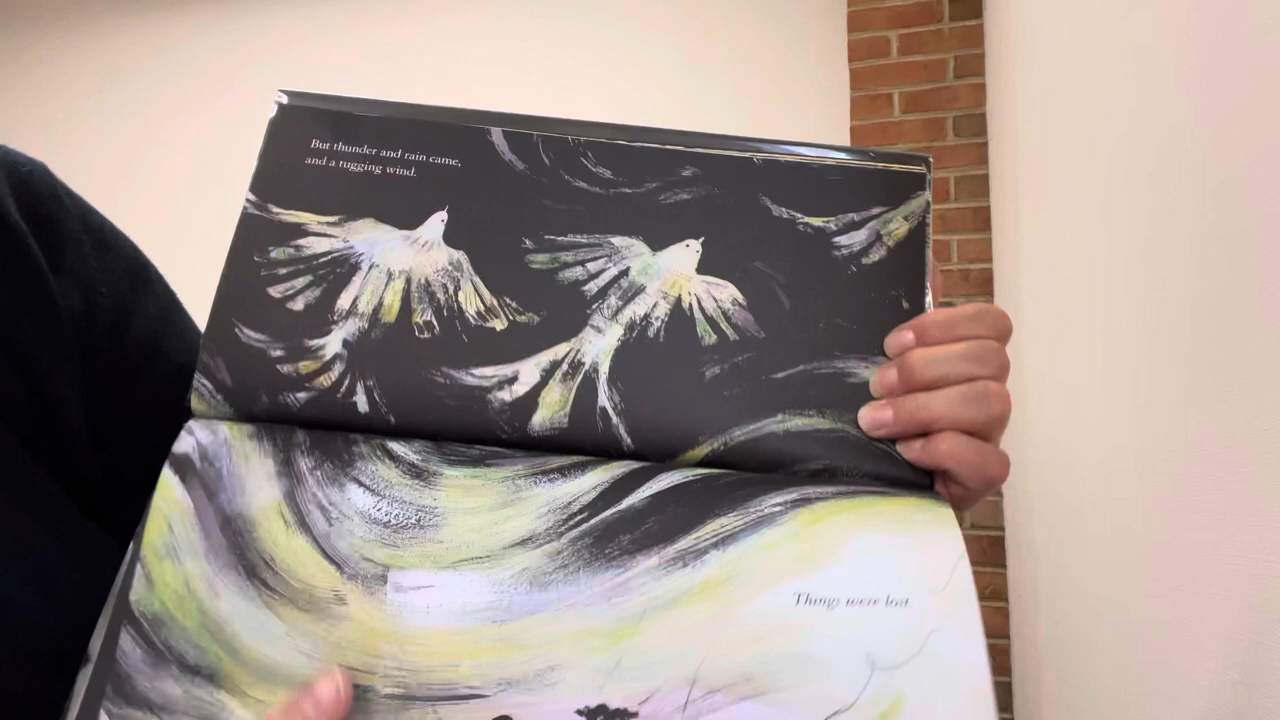 But thunder and rain came,
and a tugging wind.
Things were lost.